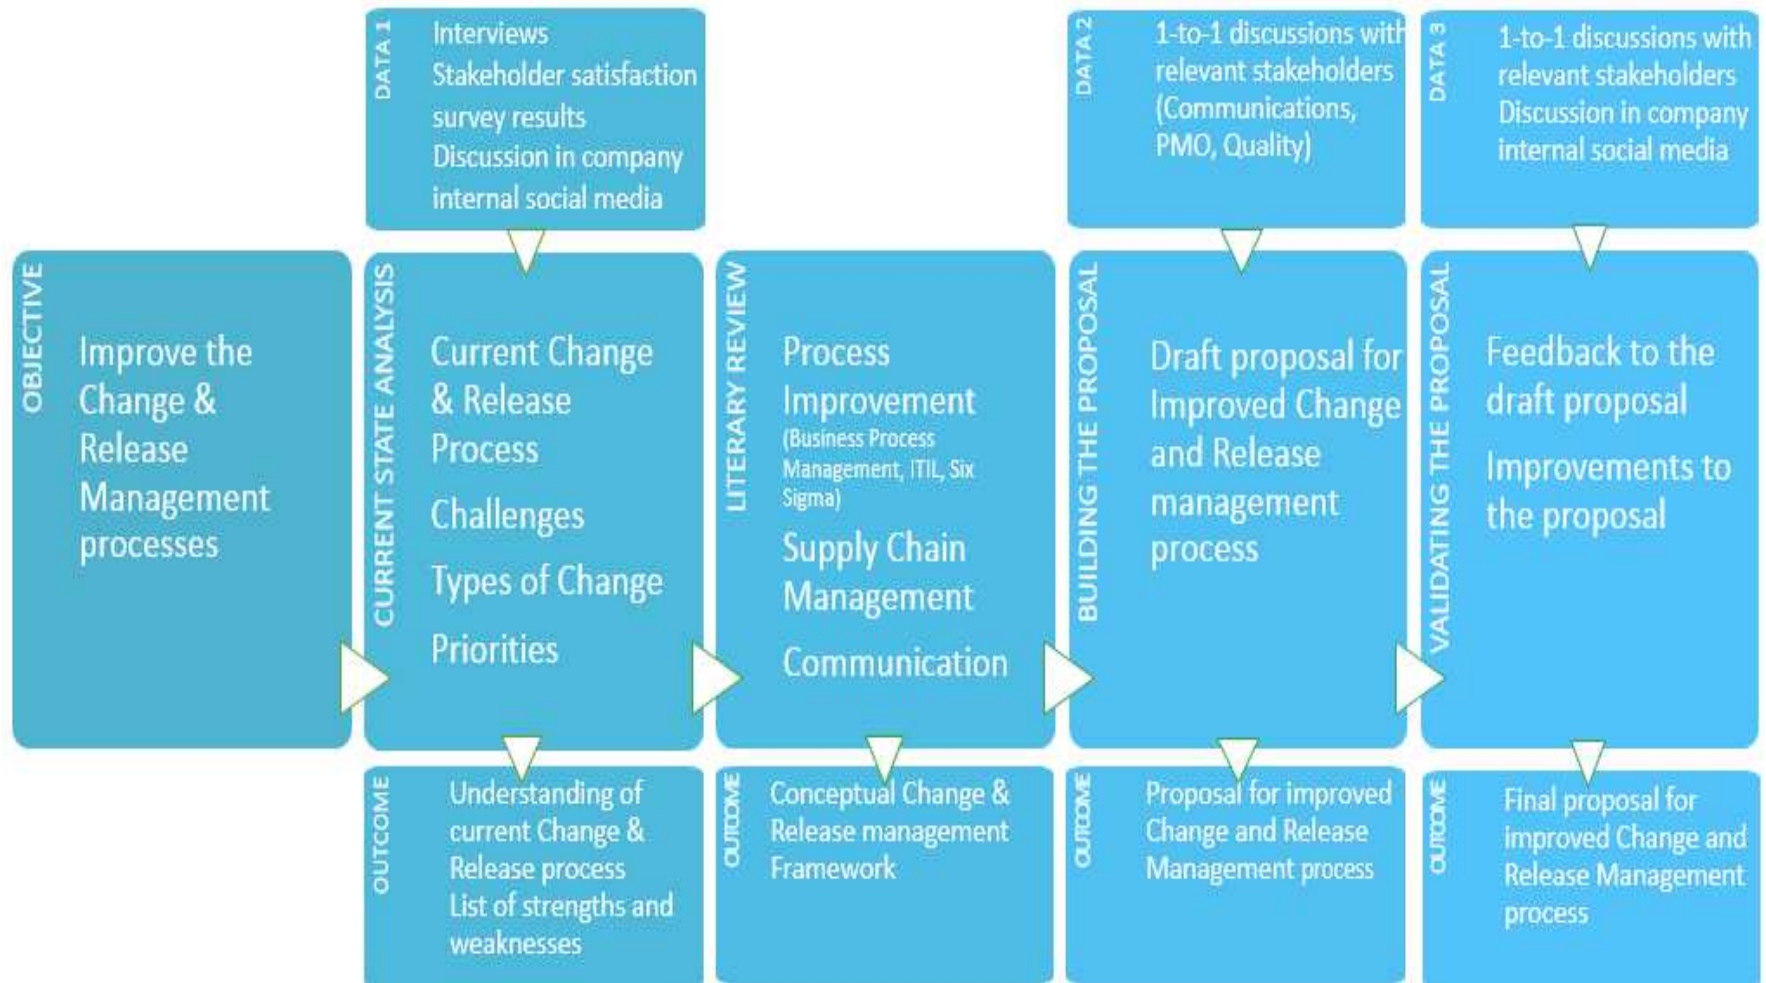 DATA 1
Interviews
Stakeholder satisfaction
survey results
Discussion in company
internal social media
DATA 2
1-to-1 discussions with
relevant stakeholders
(Communications,
PMO, Quality)
DATA 3
1-to-1 discussions with
relevant stakeholders
Discussion in company
internal social media
OBJECTIVE
Improve the
Change &
Release
Management
processes
CURRENT STATE ANALYSIS
Current Change
& Release
Process
Challenges
Types of Change
Priorities
LITERARY REVIEW
Process
Improvement
(Business Process
Management, ITIL, Six
Sigma)
Supply Chain
Management
Communication
BUILDING THE PROPOSAL
Draft proposal for
Improved Change
and Release
management
process
VALIDATING THE PROPOSAL
Feedback to the
draft proposal
Improvements to
the proposal
OUTCOME
Understanding of
current Change &
Release process
List of strengths and
weaknesses
OUTCOME
Conceptual Change &
Release management
Framework
OUTCOME
Proposal for improved
Change and Release
Management process
OUTCOME
Final proposal for
improved Change and
Release Management
process